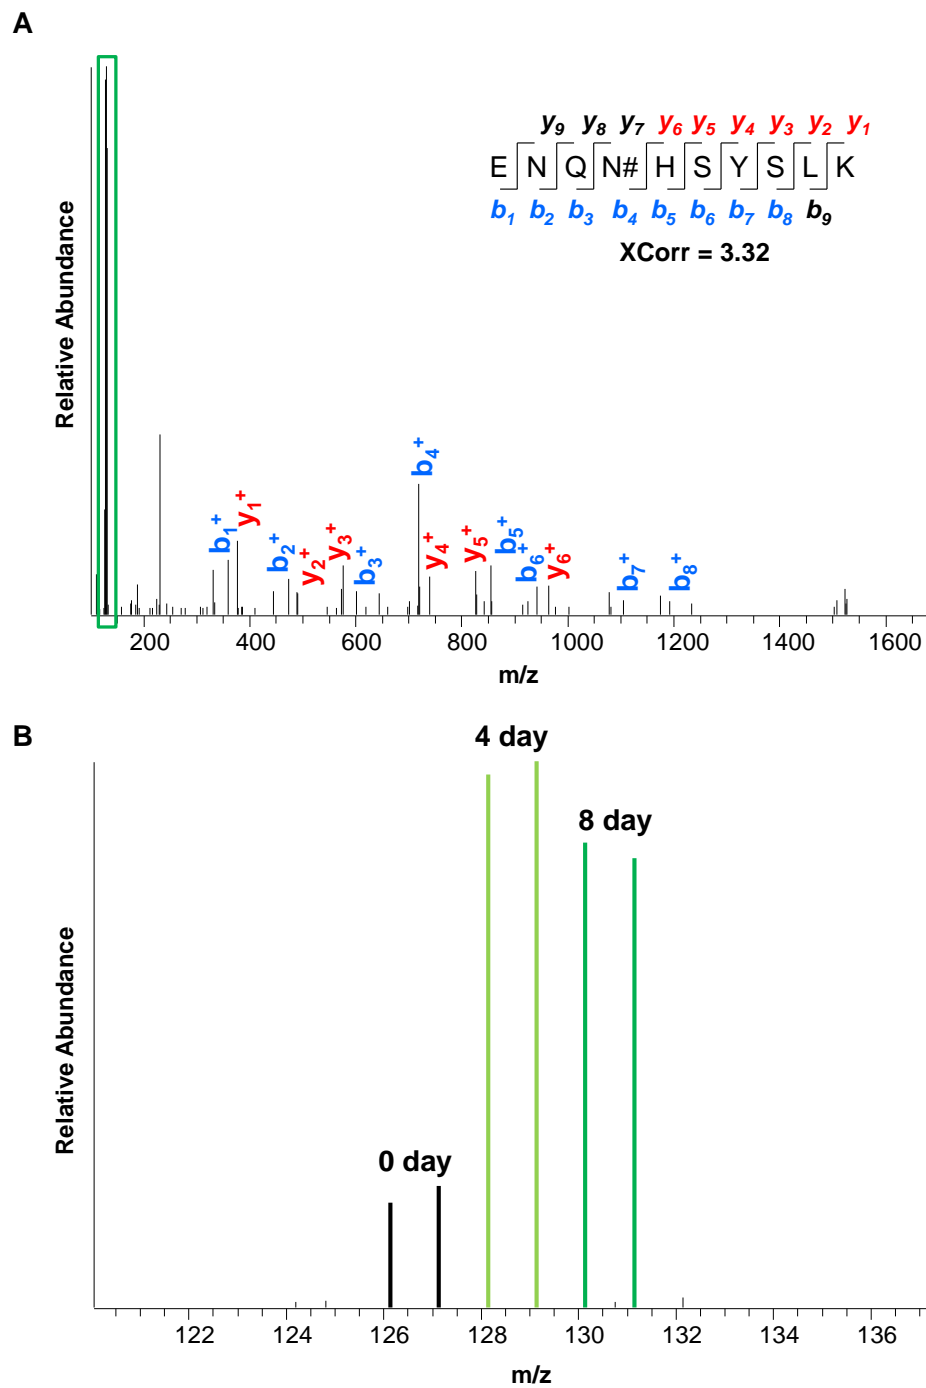 A
Relative Abundance
y9 y8 y7 y6 y5 y4 y3 y2 y1
E N Q N# H S Y S L K
b1 b2 b3 b4 b5 b6 b7 b8 b9
XCorr = 3.32
b1+ y1+ b2+ y2+ y3+ b3+ b4+ y4+ y5+ b5+ b6+ y6+ b7+ b8+
200 400 600 800 1000 1200 1400 1600
m/z
B
Relative Abundance
4 day
8 day
0 day
122 124 126 128 130 132 134 136
m/z